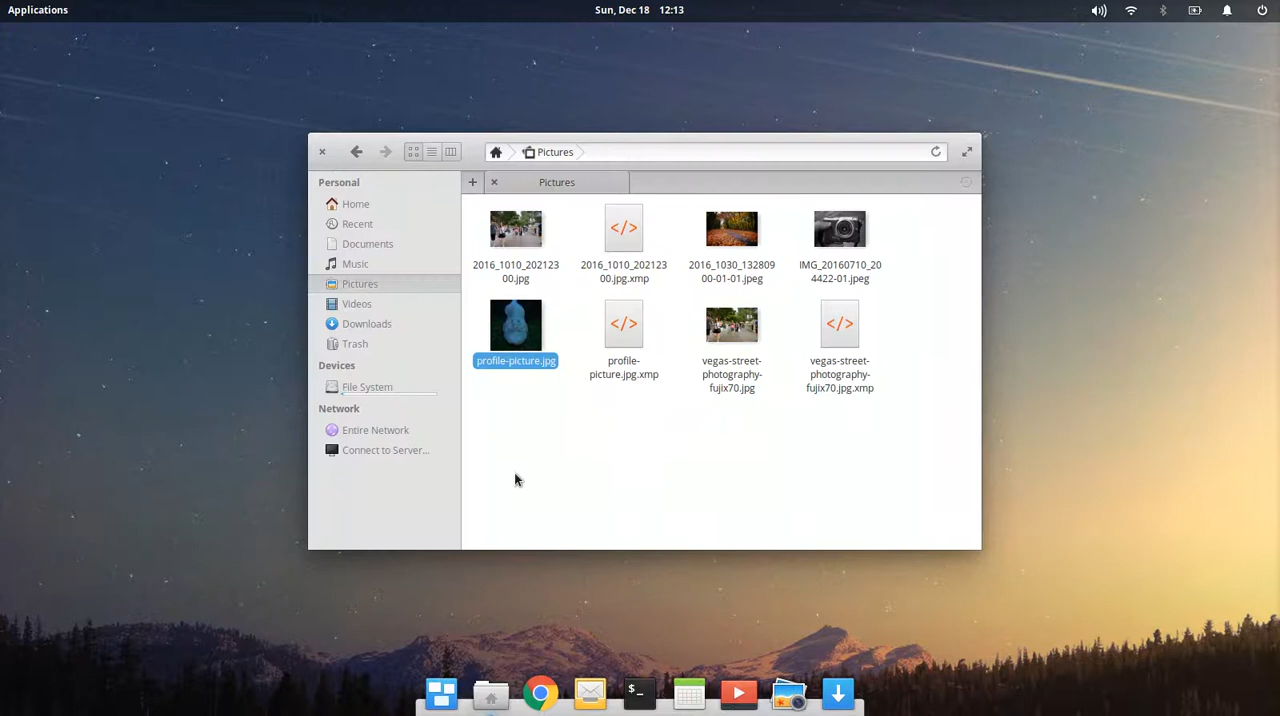 Applications
Sun, Dec 18 12:13
Pictures
Pictures
Personal
Home
Recent
Documents
Music
Pictures
Videos
Downloads
Trash
Devices
File System
Network
Entire Network
Connect to Server...
2016_1010_202123
00.jpg
2016_1010_202123
00.jpg.xmp
2016_1030_132809
00-01-01.jpeg
IMG_20160710_20
4422-01.jpeg
profile-picture.jpg
profile-
picture.jpg.xmp
vegas-street-
photography-
fujix70.jpg
vegas-street-
photography-
fujix70.jpg.xmp